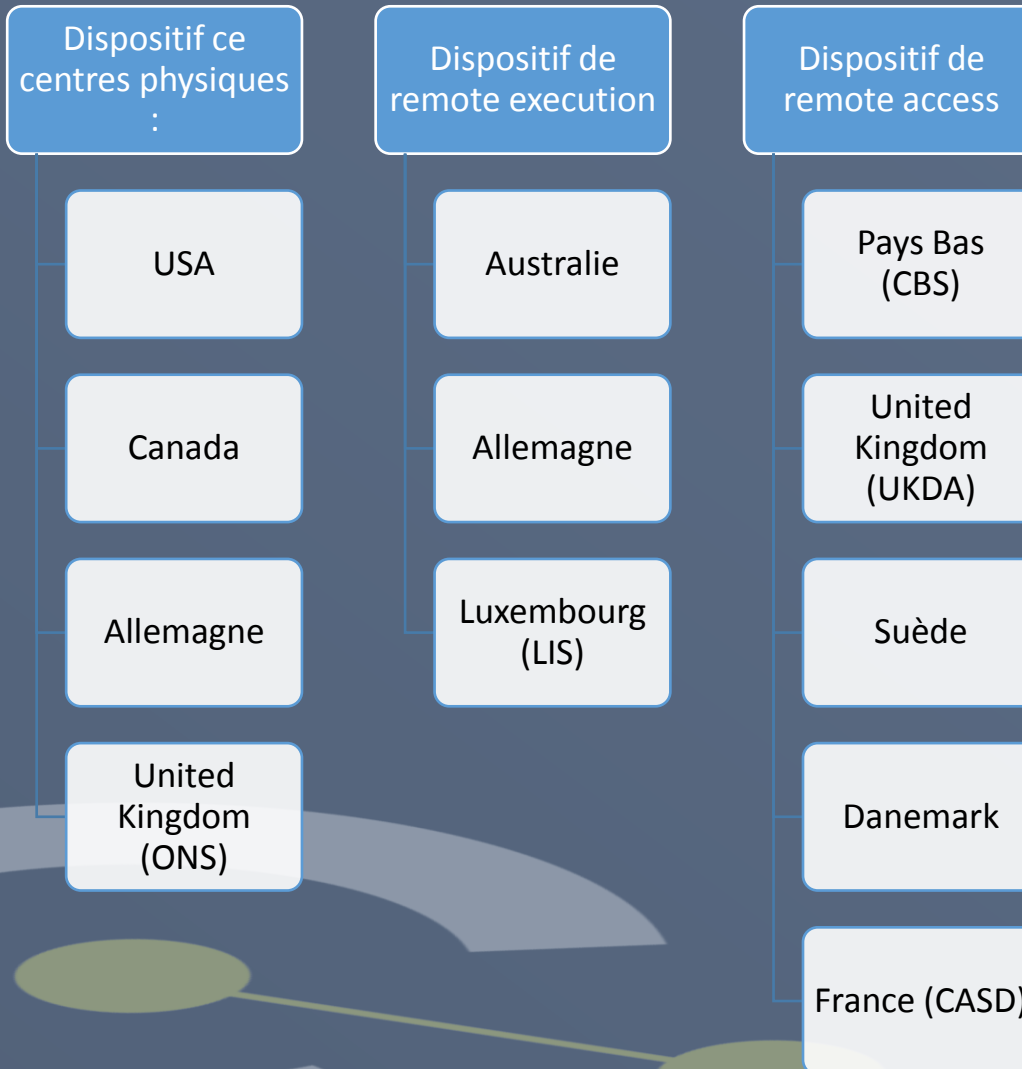 Dispositif ce
centres physiques
:
USA
Canada
Allemagne
United
Kingdom
(ONS)
Dispositif de
remote execution
Australie
Allemagne
Luxembourg
(LIS)
Dispositif de
remote access
Pays Bas
(CBS)
United
Kingdom
(UKDA)
Suède
Danemark
France (CASD)